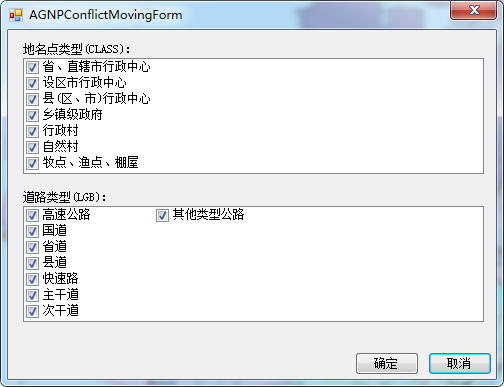 AGNPConflictMovingForm
地名点类型(CLASS):
省、直辖市行政中心
设区市行政中心
县(区、市)行政中心
乡镇级政府
行政村
自然村
牧点、渔点、棚屋
道路类型(LGB):
高速公路 其他类型公路
国道
省道
县道
快速路
主干道
次干道
确定 取消